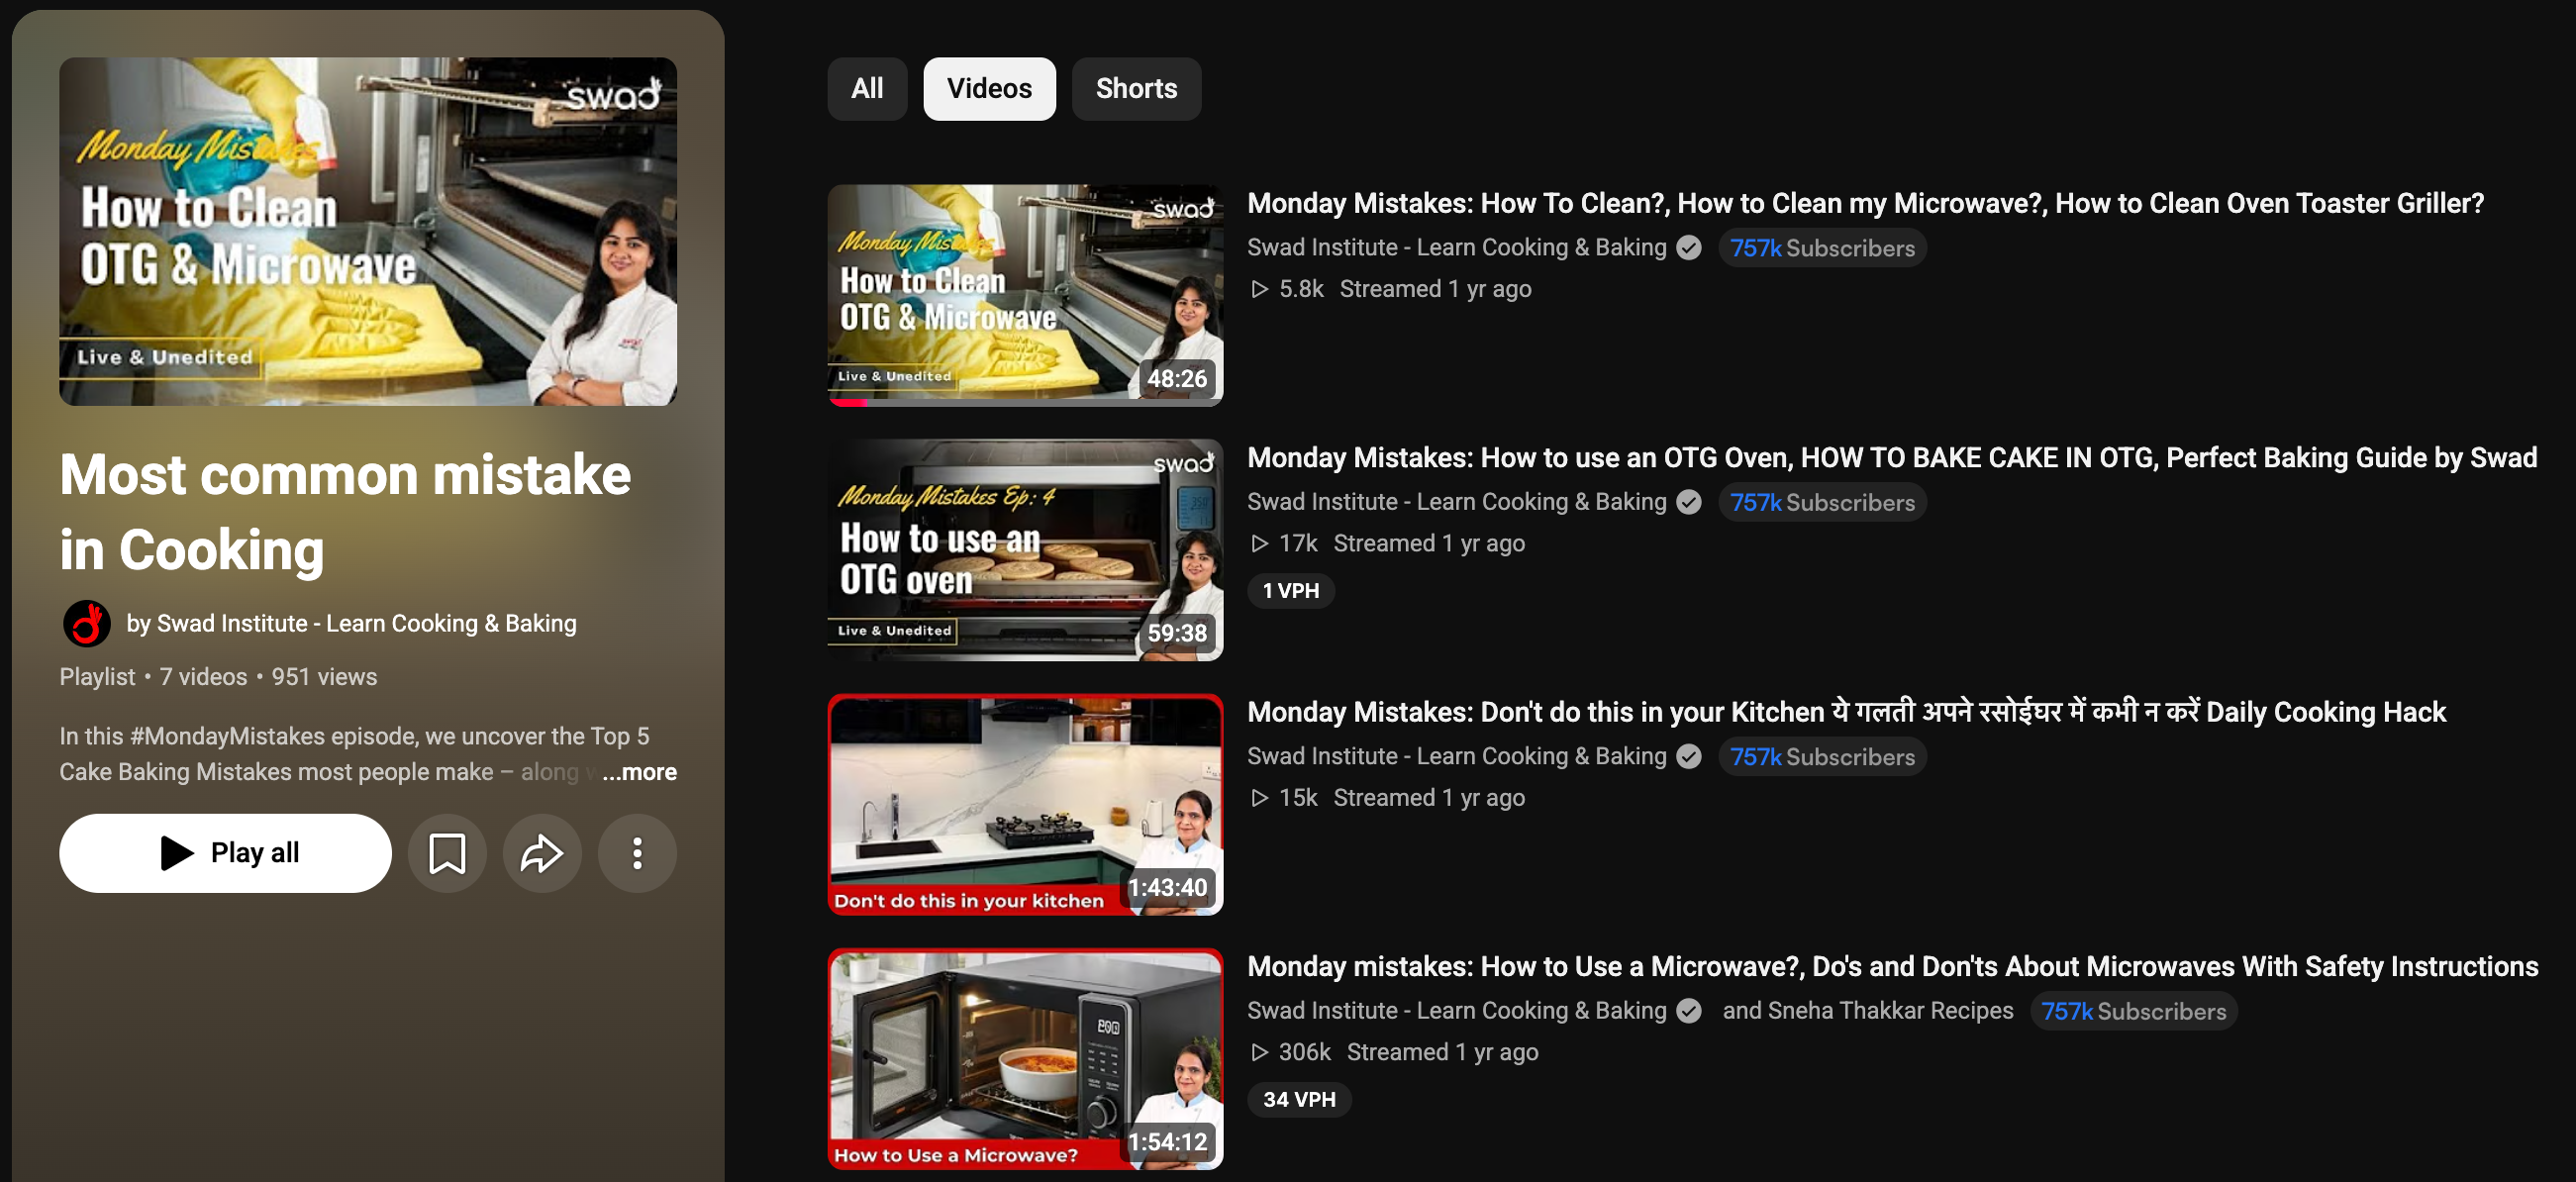 swad
Monday Mistakes
How to Clean
OTG & Microwave
Live & Unedited
Most common mistake
in Cooking
by Swad Institute - Learn Cooking & Baking
Playlist • 7 videos • 951 views
In this #MondayMistakes episode, we uncover the Top 5
Cake Baking Mistakes most people make – along ...more
Play all
All Videos Shorts
swad
Monday Mistakes
How to Clean
OTG & Microwave
Live & Unedited
48:26
Monday Mistakes: How To Clean?, How to Clean my Microwave?, How to Clean Oven Toaster Griller?
Swad Institute - Learn Cooking & Baking 757k Subscribers
5.8k Streamed 1 yr ago
swad
Monday Mistakes Ep: 4
How to use an
OTG oven
Live & Unedited
59:38
Monday Mistakes: How to use an OTG Oven, HOW TO BAKE CAKE IN OTG, Perfect Baking Guide by Swad
Swad Institute - Learn Cooking & Baking 757k Subscribers
17k Streamed 1 yr ago
1 VPH
1:43:40
Don't do this in your kitchen
Monday Mistakes: Don't do this in your Kitchen ये गलती अपने रसोईघर में कभी न करें Daily Cooking Hack
Swad Institute - Learn Cooking & Baking 757k Subscribers
15k Streamed 1 yr ago
1:54:12
How to Use a Microwave?
Monday mistakes: How to Use a Microwave?, Do's and Don'ts About Microwaves With Safety Instructions
Swad Institute - Learn Cooking & Baking and Sneha Thakkar Recipes 757k Subscribers
306k Streamed 1 yr ago
34 VPH